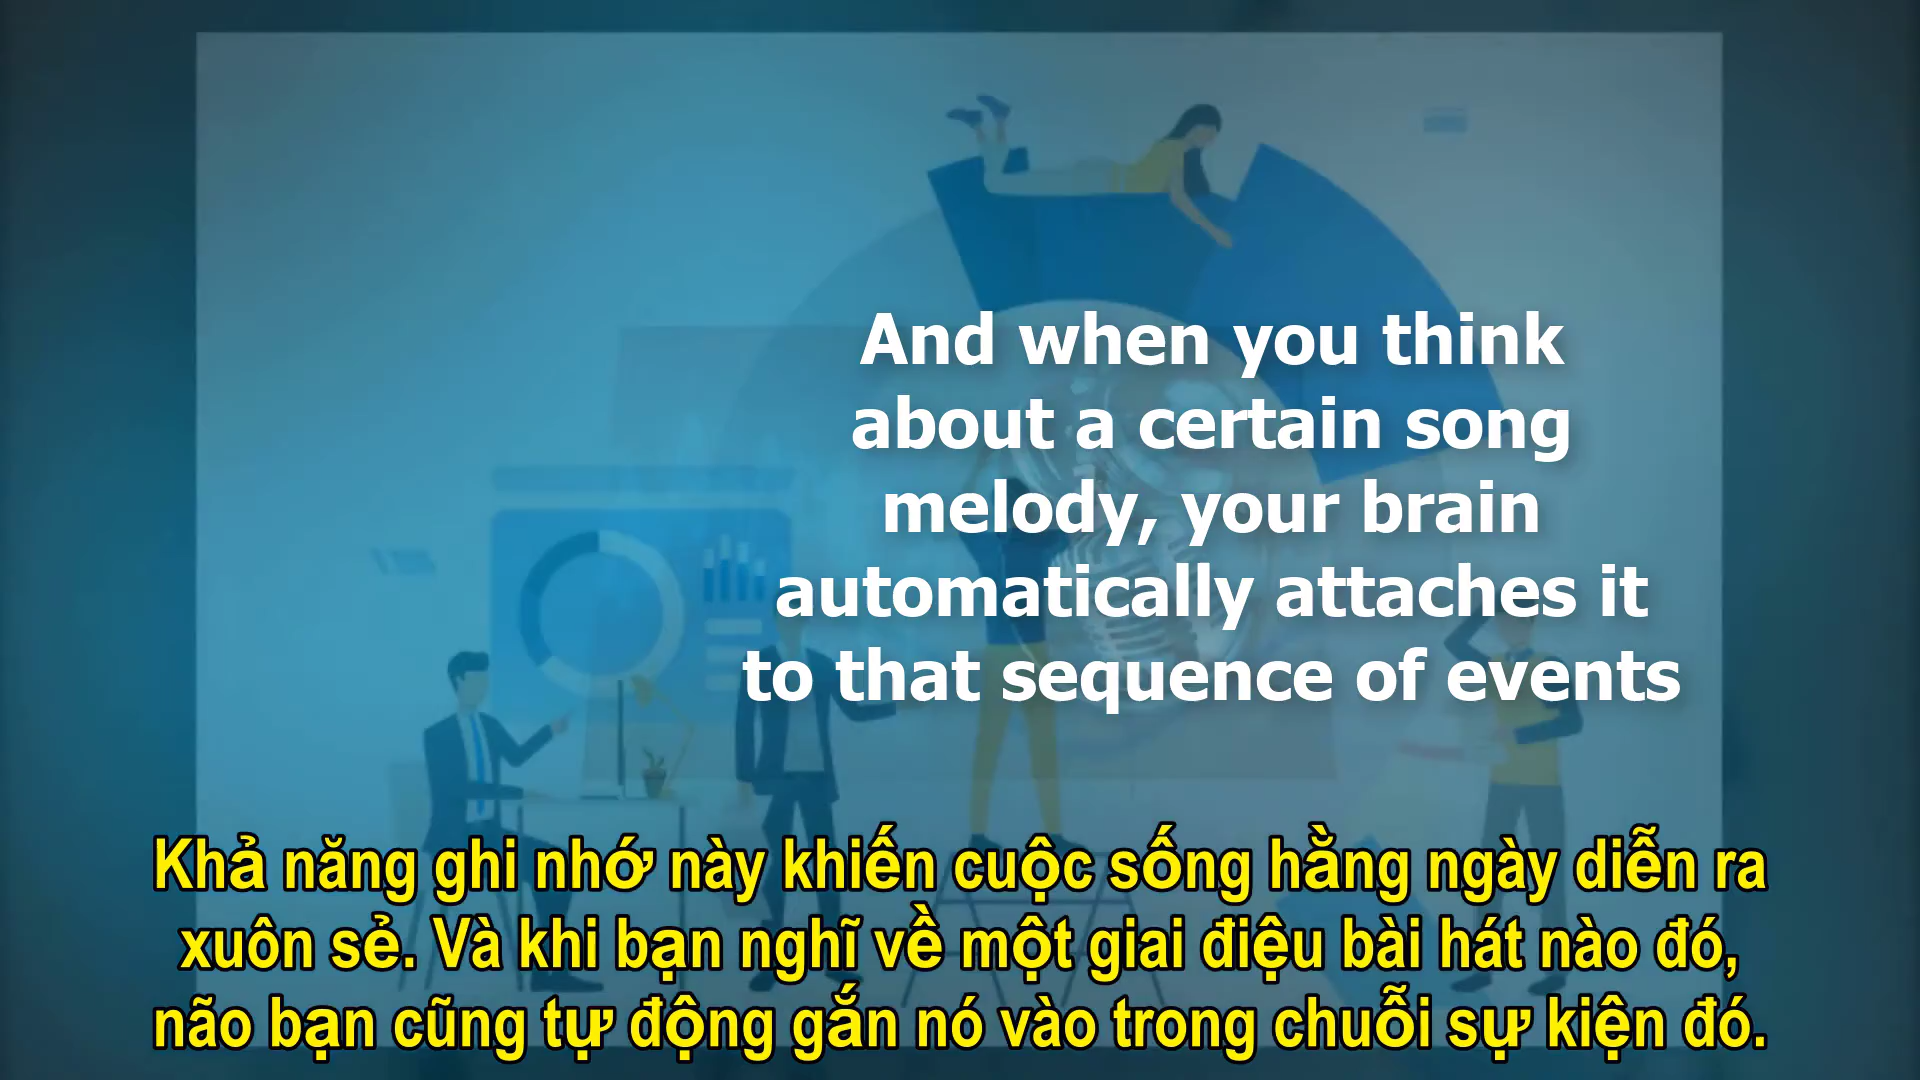 And when you think
about a certain song
melody, your brain
automatically attaches it
to that sequence of events
Khả năng ghi nhớ này khiến cuộc sống hằng ngày diễn ra
xuôn sẻ. Và khi bạn nghĩ về một giai điệu bài hát nào đó,
não bạn cũng tự động gắn nó vào trong chuỗi sự kiện đó.